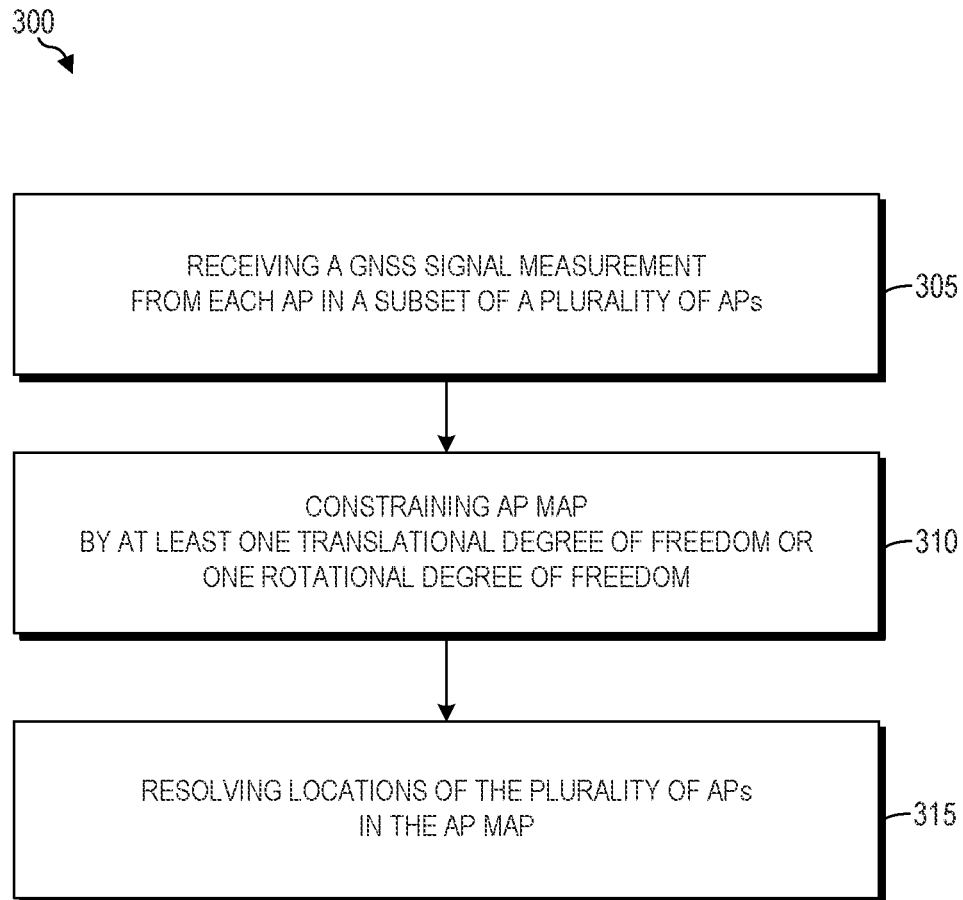 300
RECEIVING A GNSS SIGNAL MEASUREMENT
FROM EACH AP IN A SUBSET OF A PLURALITY OF APs
305
CONSTRAINING AP MAP
BY AT LEAST ONE TRANSLATIONAL DEGREE OF FREEDOM OR
ONE ROTATIONAL DEGREE OF FREEDOM
310
RESOLVING LOCATIONS OF THE PLURALITY OF APs
IN THE AP MAP
315